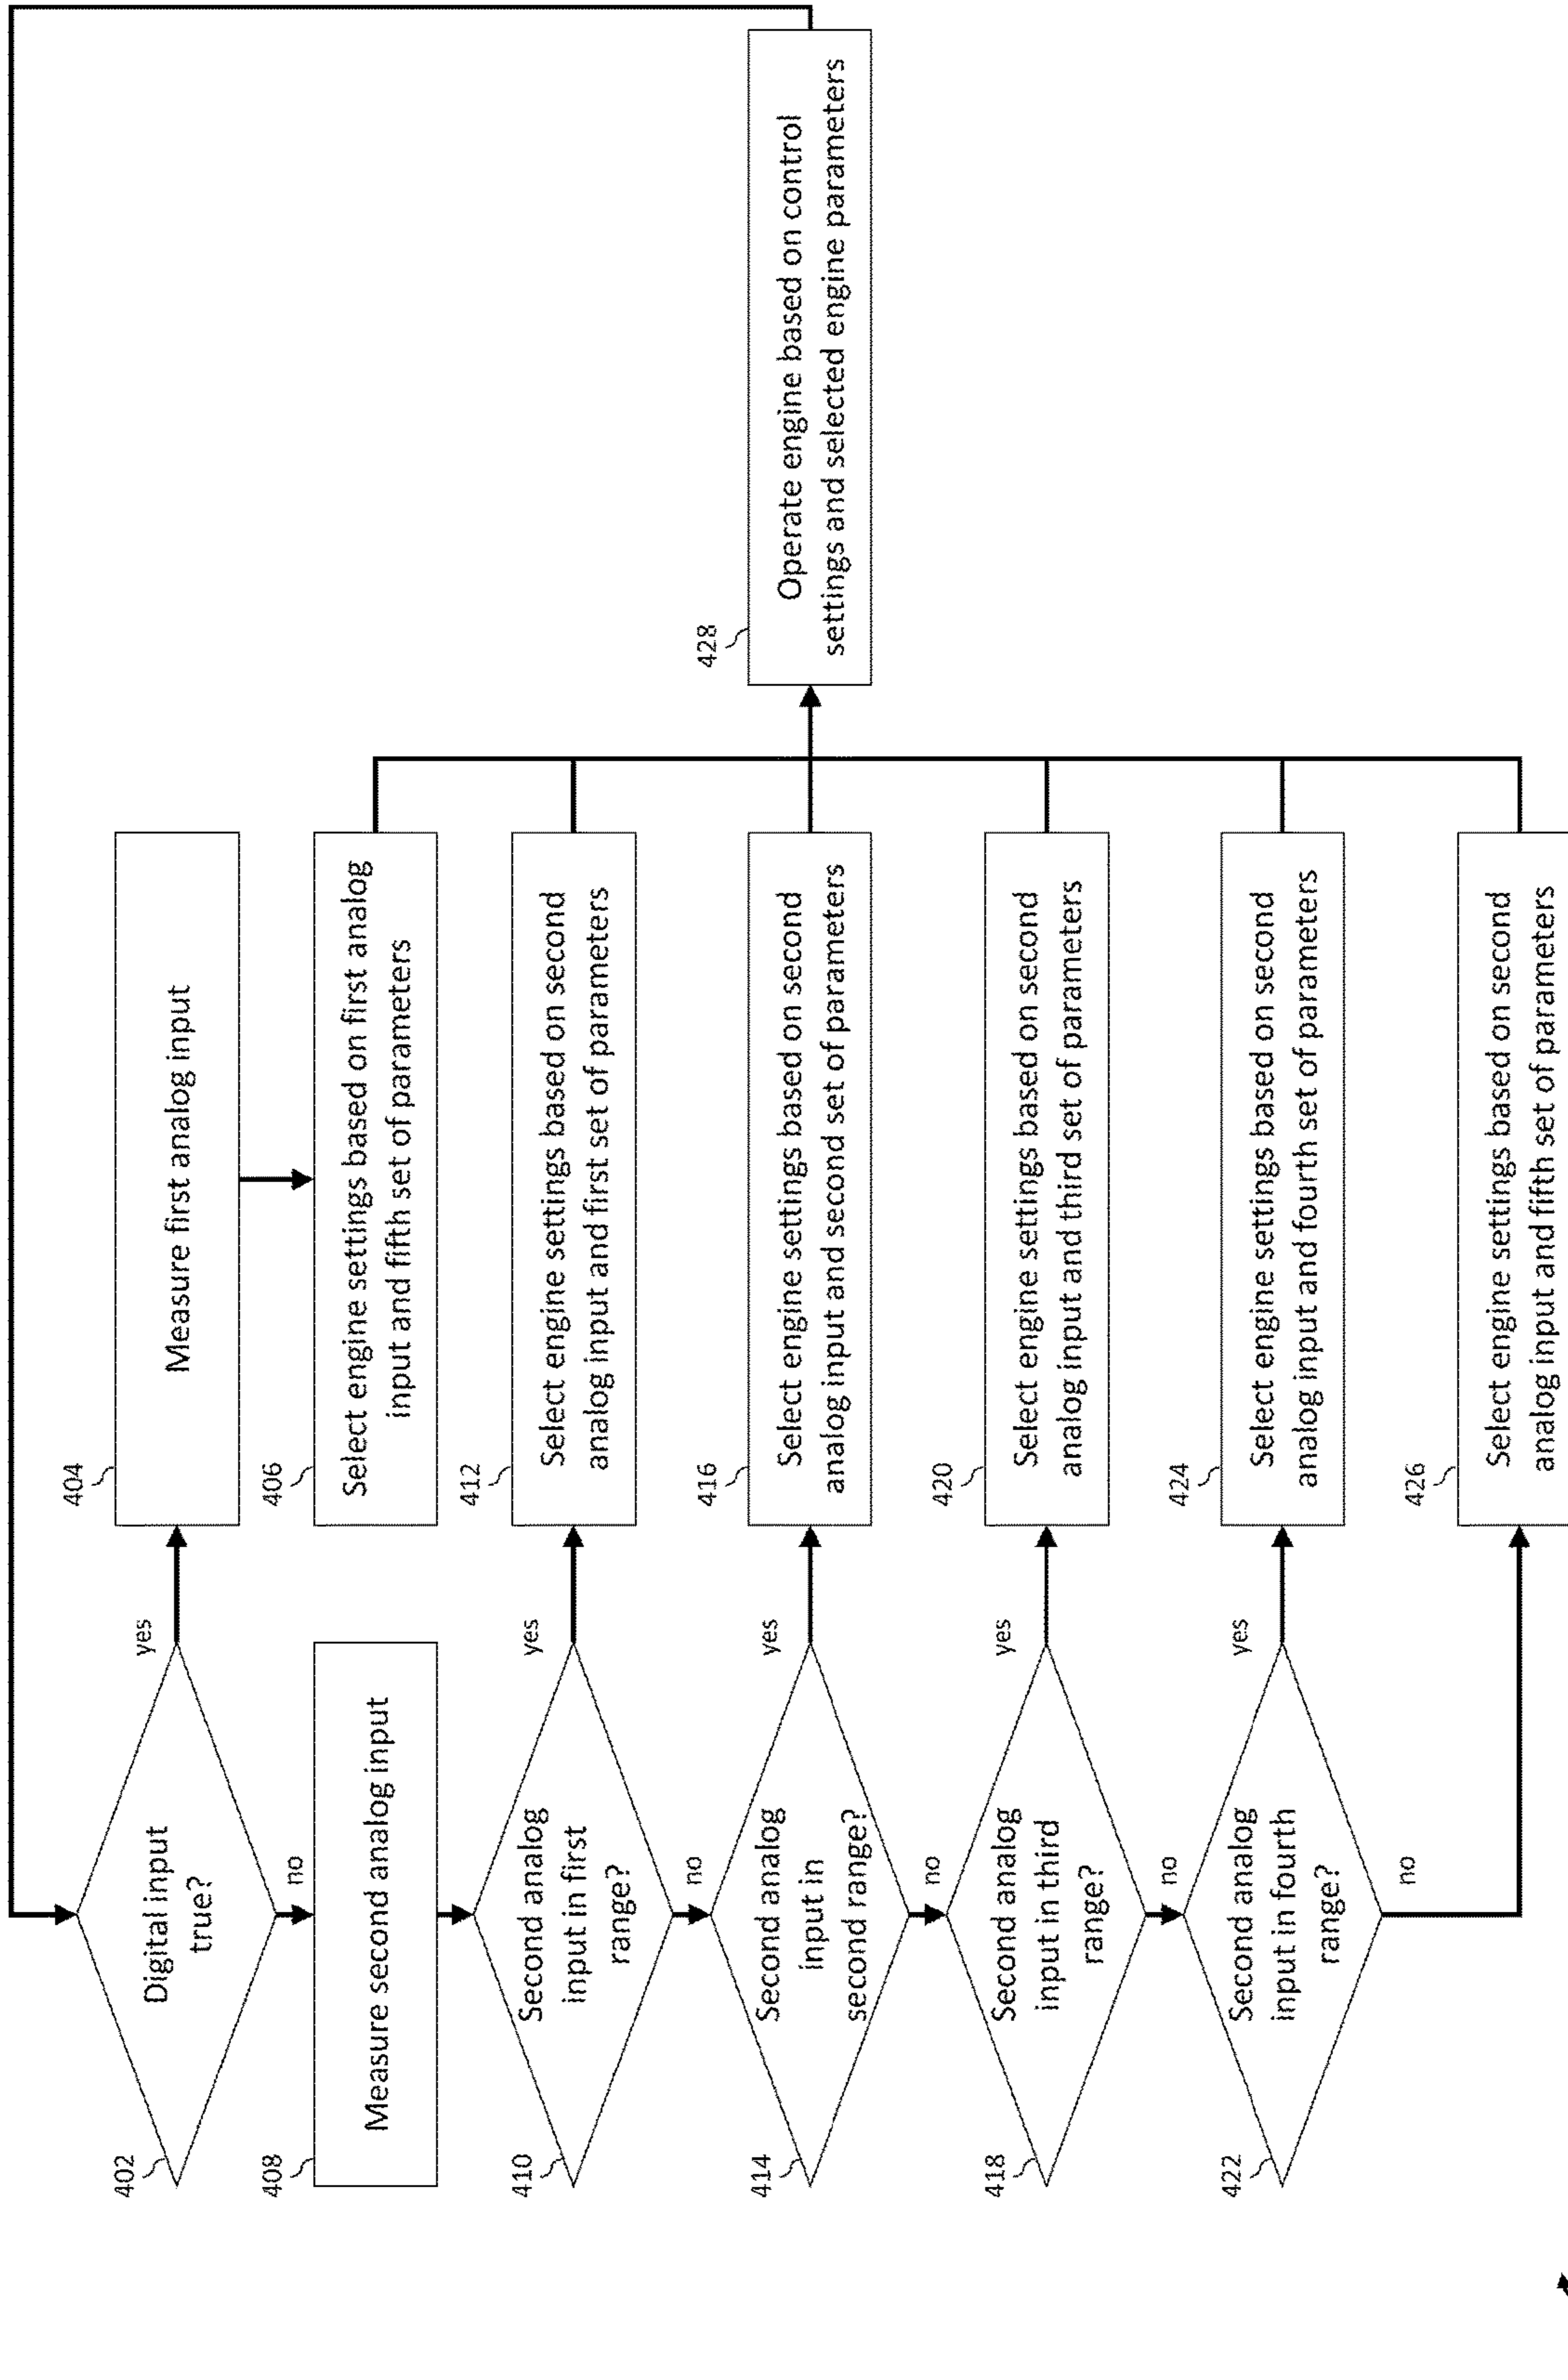 402
Digital input
true?
yes
no
404
Measure first analog input
406
Select engine settings based on first analog
input and fifth set of parameters
408
Measure second analog input
410
Second analog
input in first
range?
yes
no
412
Select engine settings based on second
analog input and first set of parameters
414
Second analog
input in
second range?
yes
no
416
Select engine settings based on second
analog input and second set of parameters
418
Second analog
input in third
range?
yes
no
420
Select engine settings based on second
analog input and third set of parameters
422
Second analog
input in fourth
range?
yes
no
424
Select engine settings based on second
analog input and fourth set of parameters
426
Select engine settings based on second
analog input and fifth set of parameters
428
Operate engine based on control
settings and selected engine parameters